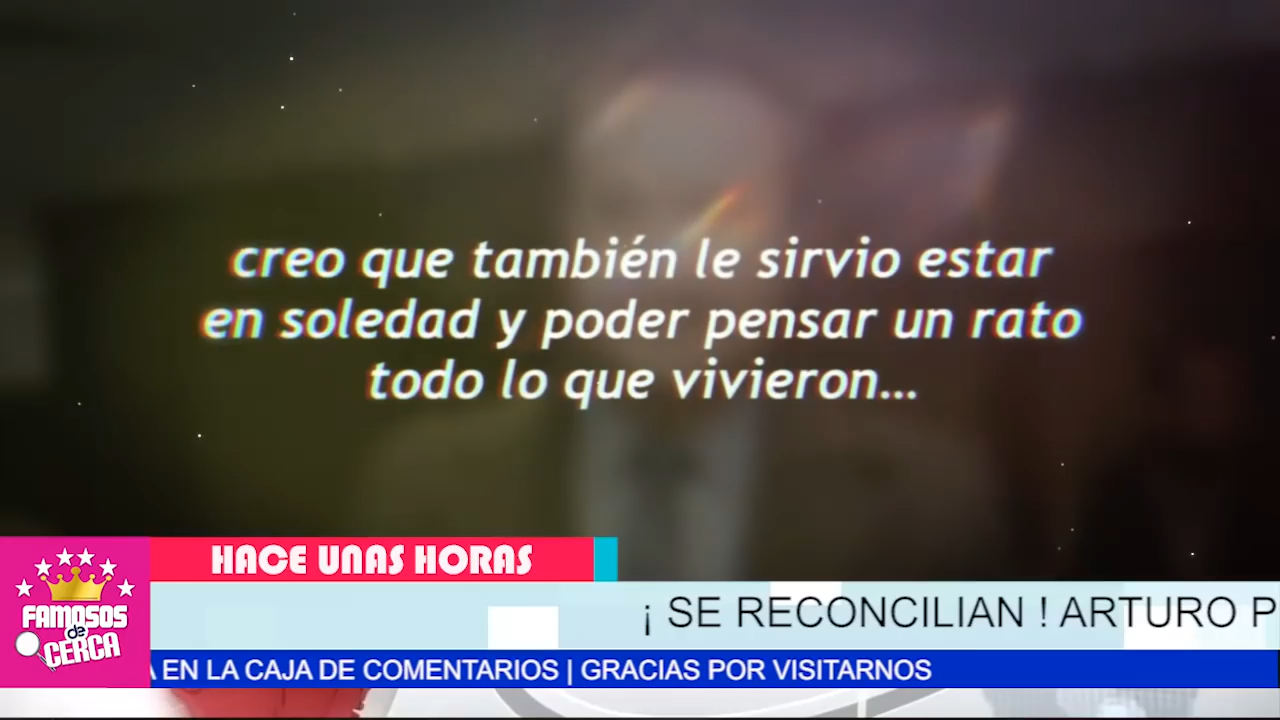 creo que también le sirvio estar
en soledad y poder pensar un rato
todo lo que vivieron...
HACE UNAS HORAS
FAMOSOS
de
CERCA
¡ SE RECONCILIAN ! ARTURO P
A EN LA CAJA DE COMENTARIOS | GRACIAS POR VISITARNOS